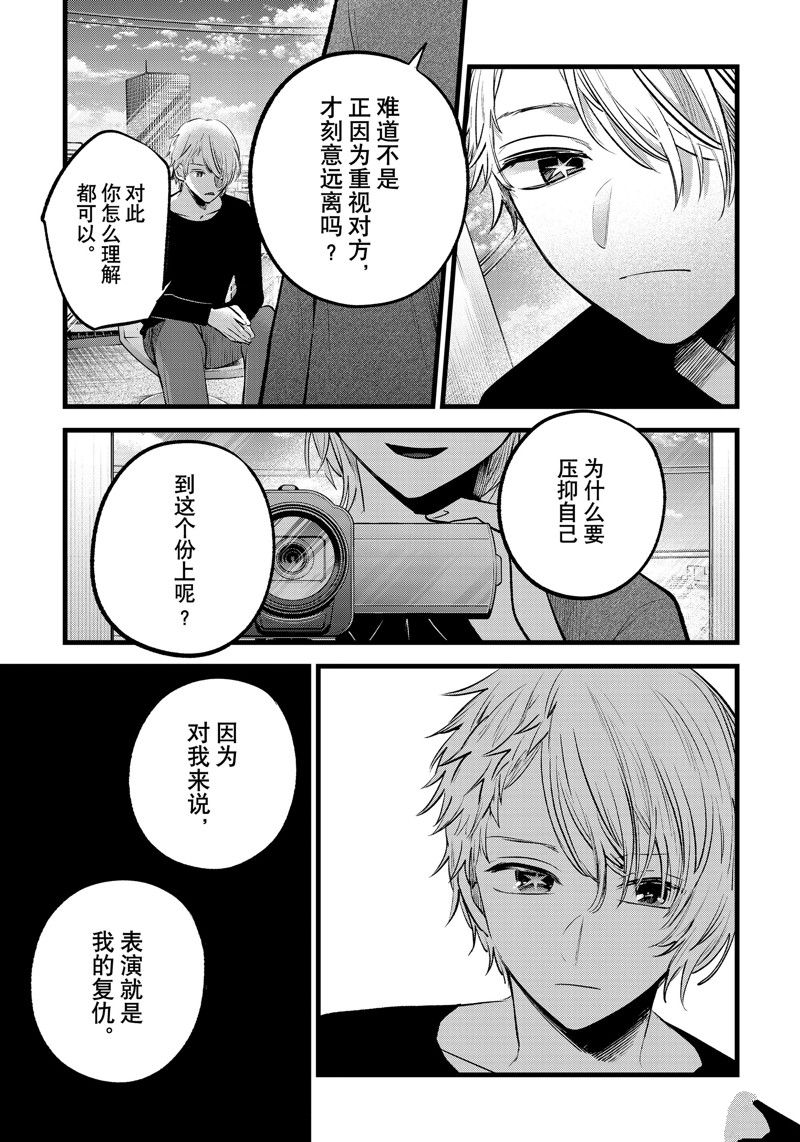 难道不是
正因为重视对方，
才刻意远离吗？
对此
你怎么理解
都可以。
为什么要
压抑自己
到这个份上呢？
因为
对我来说，
表演就是
我的复仇。